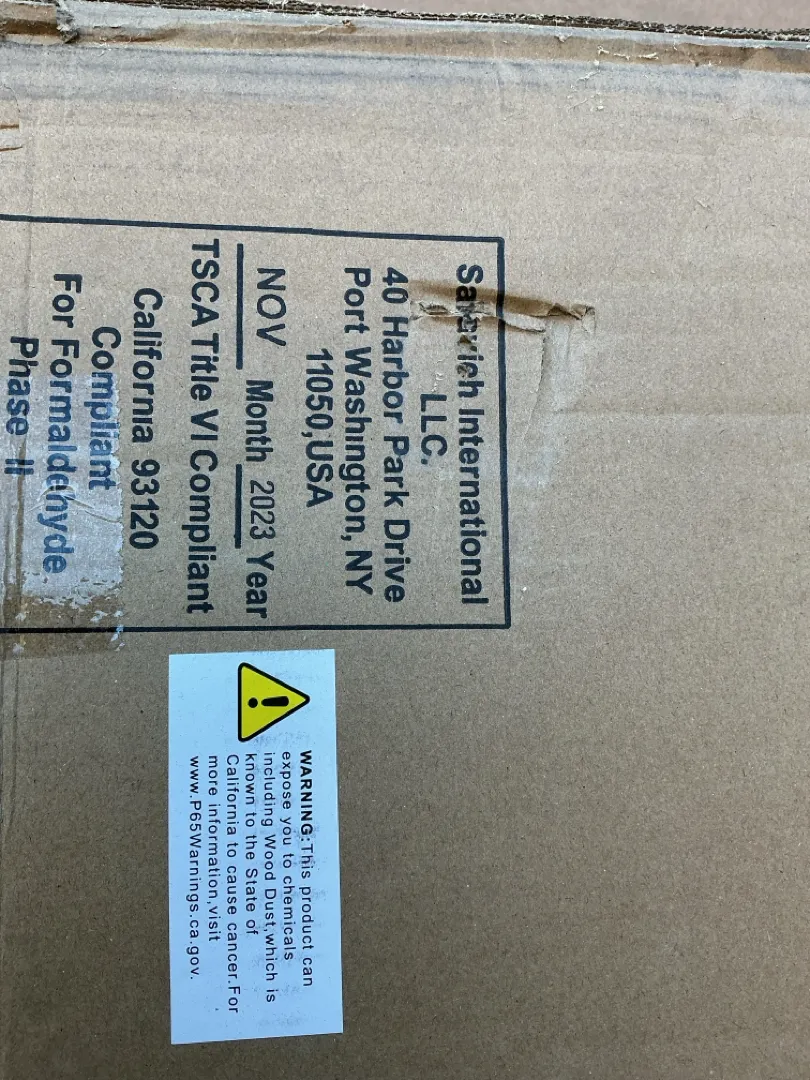 International
LLC.
40 Harbor Park Drive
Port Washington, NY
11050,USA
NOV Month 2023 Year
TSCA Title VI Compliant
California 93120
Compliant
For Formaldehyde
Phase II
WARNING:This product can
expose you to chemicals
including Wood Dust,which is
known to the State of
California to cause cancer.For
more information,visit
www.P65Warnings.ca.gov.